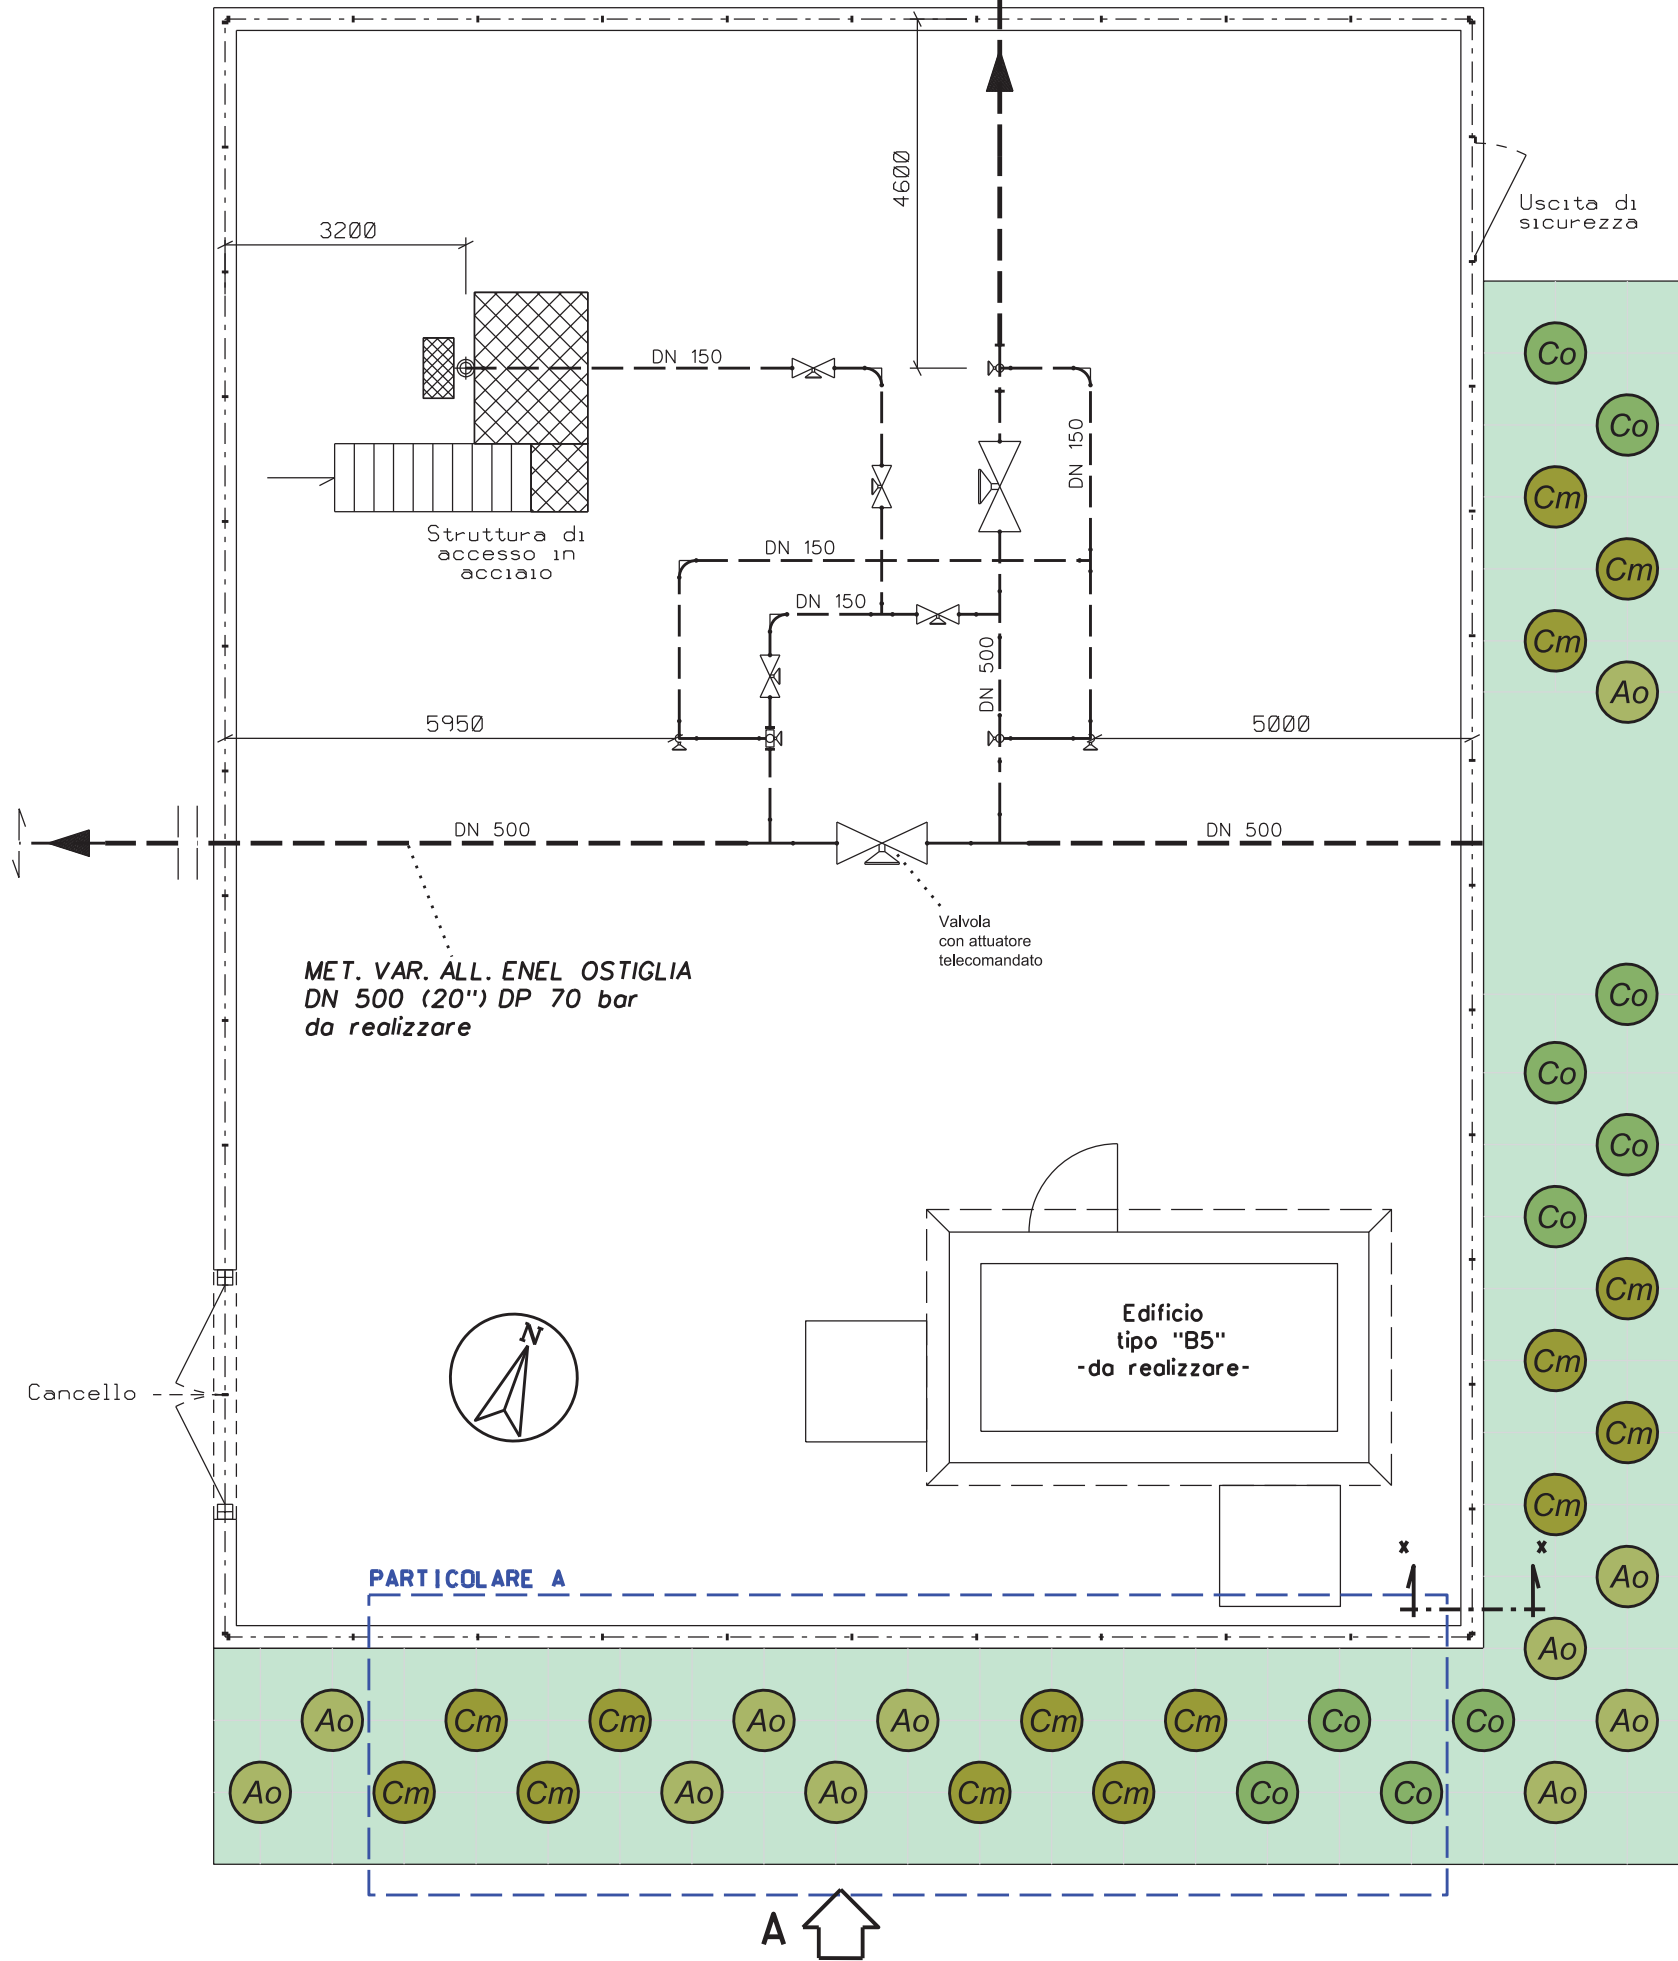 4600
Uscita di
sicurezza
3200
DN 150
DN 150
Struttura di
accesso in
acciaio
DN 150
DN 150
DN 500
5950
5000
DN 500
DN 500
Valvola
con attuatore
telecomandato
MET. VAR. ALL. ENEL OSTIGLIA
DN 500 (20") DP 70 bar
da realizzare
Co
Co
Cm
Cm
Cm
Ao
Co
Co
Co
Co
Cm
Cm
Cm
Cm
Ao
Ao
Edificio
tipo "B5"
-da realizzare-
N
Cancello
x x
PARTICOLARE A
Ao Cm Cm Ao Ao Cm Cm Co Co Ao
Ao Cm Cm Ao Ao Cm Cm Co Co Ao
A